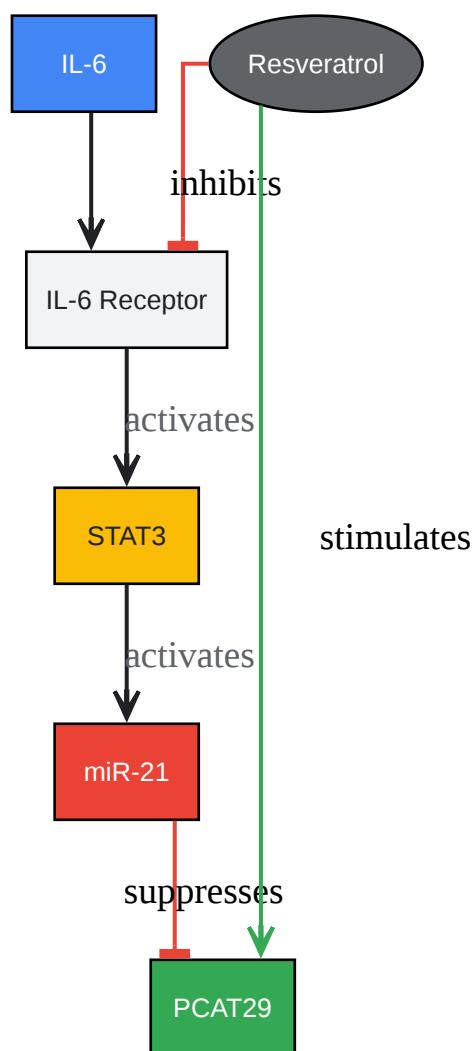 IL-6
Resveratrol
inhibits
IL-6 Receptor
activates
STAT3
stimulates
activates
miR-21
suppresses
PCAT29